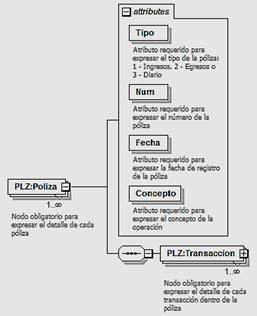 attributes
Tipo
Atributo requerido para
expresar el tipo de la póliza:
1 - Ingresos, 2 - Egresos o
3 - Diario
Num
Atributo requerido para
expresar el número de la
póliza
Fecha
Atributo requerido para
expresar la fecha de registro
de la póliza
Concepto
Atributo requerido para
expresar el concepto de la
operación
PLZ:Poliza
1..∞
Nodo obligatorio para
expresar el detalle de cada
póliza
PLZ:Transaccion
1..∞
Nodo obligatorio para
expresar el detalle de cada
transacción dentro de la
póliza